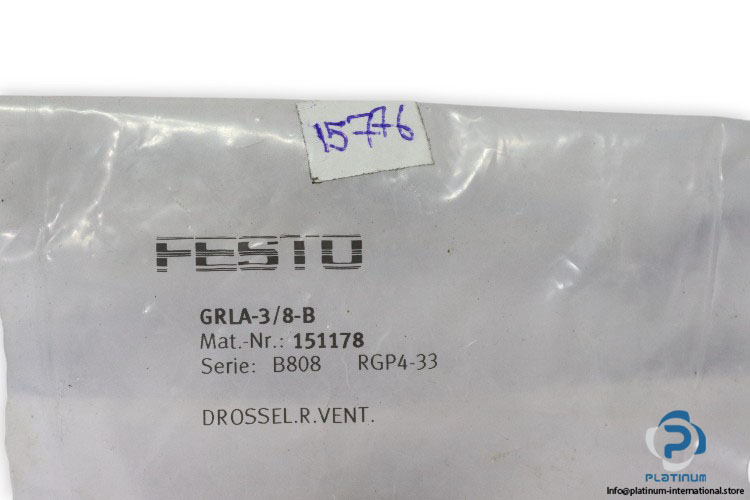 15776
FESTO
GRLA-3/8-B
Mat.-Nr.: 151178
Serie: B808 RGP4-33
DROSSEL.R.VENT.
PLATINUM
Info@platinum-international.store